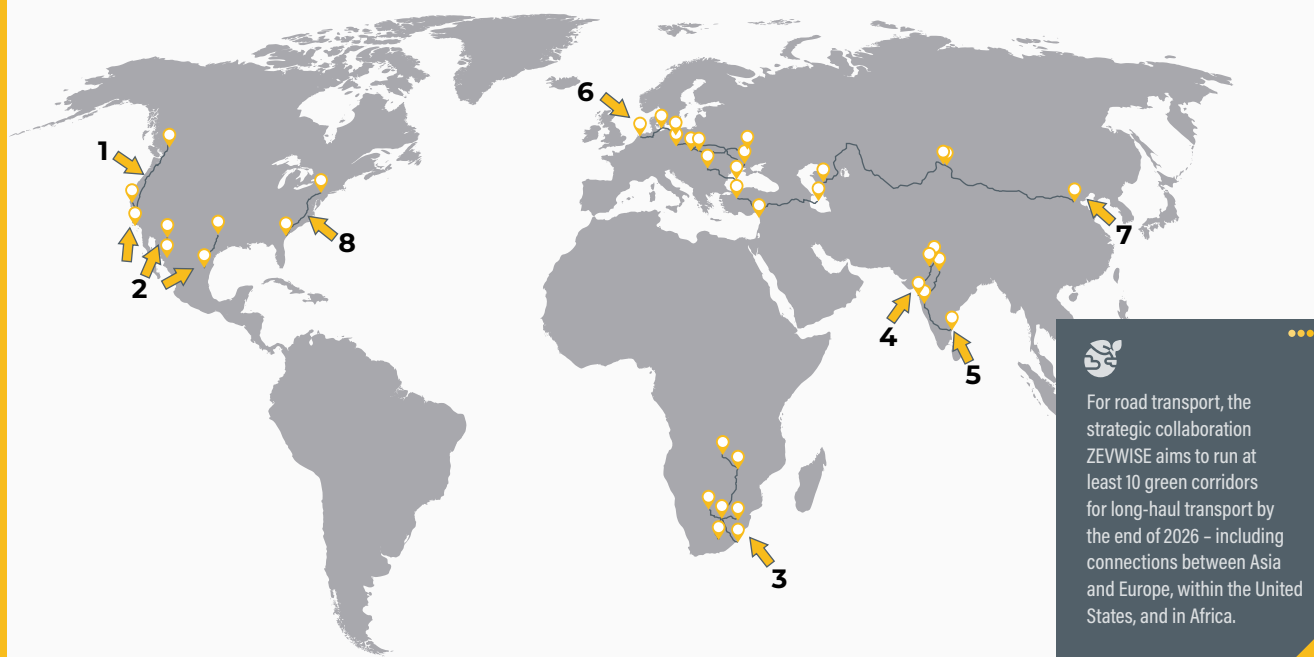 6
1
7
8
2
4
5
3
For road transport, the
strategic collaboration
ZEVWISE aims to run at
least 10 green corridors
for long-haul transport by
the end of 2026 – including
connections between Asia
and Europe, within the United
States, and in Africa.